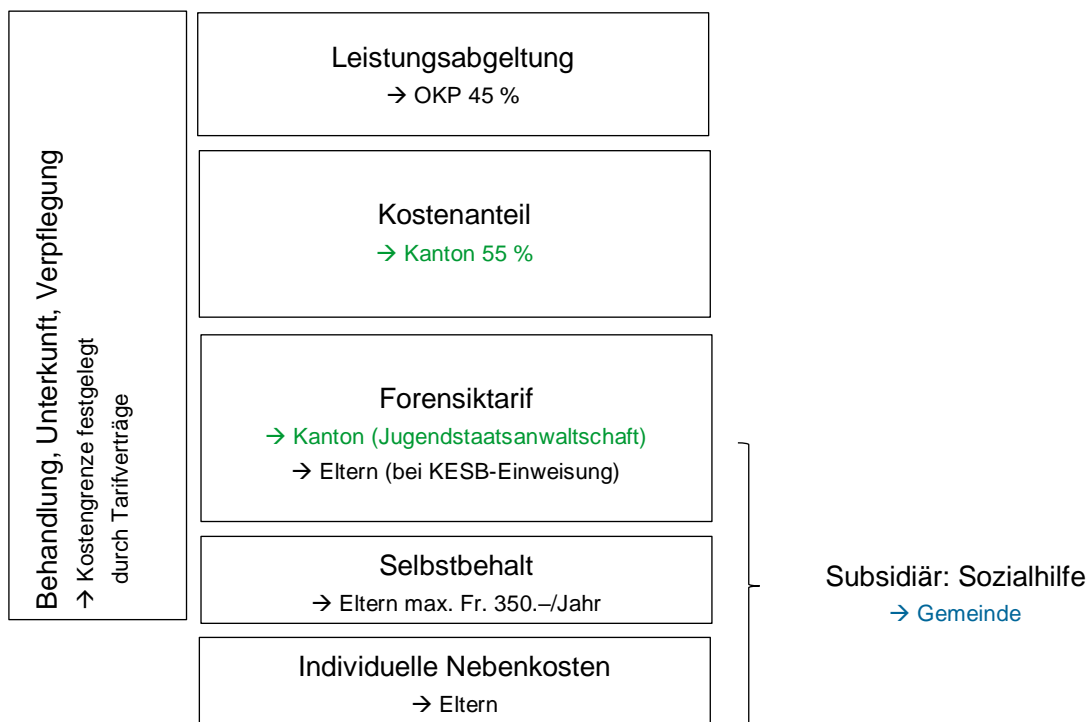 Behandlung, Unterkunft, Verpflegung
→ Kostengrenze festgelegt
durch Tarifverträge
Leistungsabgeltung
→ OKP 45 %
Kostenanteil
→ Kanton 55 %
Forensiktarif
→ Kanton (Jugendstaatsanwaltschaft)
→ Eltern (bei KESB-Einweisung)
Selbstbehalt
→ Eltern max. Fr. 350.–/Jahr
Individuelle Nebenkosten
→ Eltern
Subsidiär: Sozialhilfe
→ Gemeinde